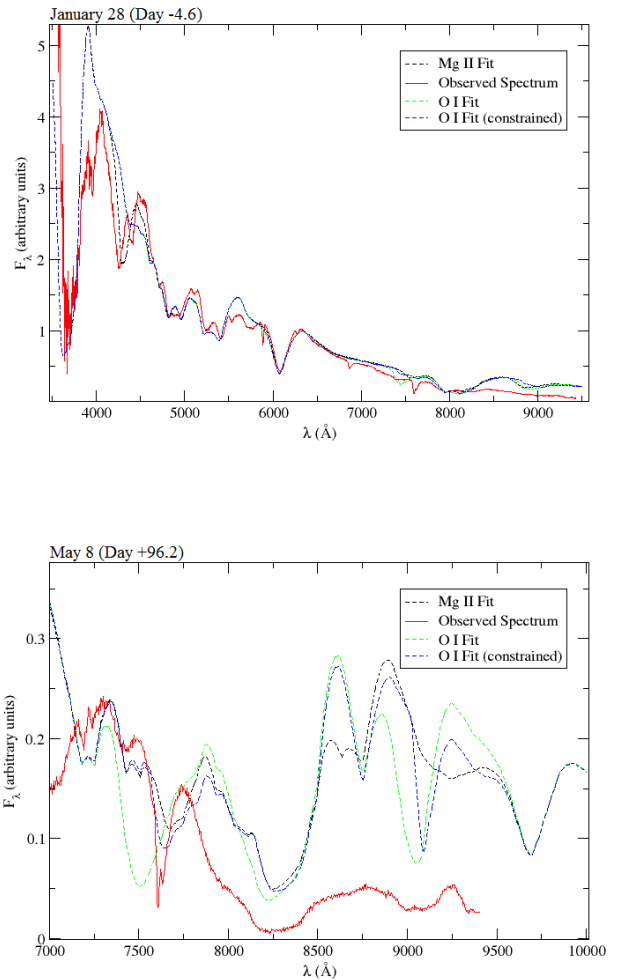 January 28 (Day -4.6)
5
4
3
2
1
F_λ (arbitrary units)
Mg II Fit
Observed Spectrum
O I Fit
O I Fit (constrained)
4000 5000 6000 7000 8000 9000
λ (Å)
May 8 (Day +96.2)
0.3
0.2
0.1
0
F_λ (arbitrary units)
Mg II Fit
Observed Spectrum
O I Fit
O I Fit (constrained)
7000 7500 8000 8500 9000 9500 10000
λ (Å)